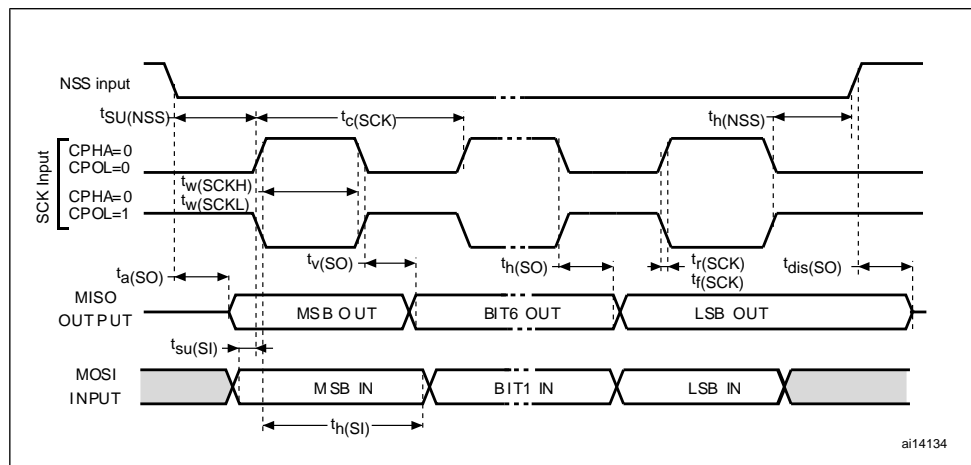 NSS input
tSU(NSS)
tc(SCK)
th(NSS)
SCK Input
CPHA=0
CPOL=0
CPHA=0
CPOL=1
tw(SCKH)
tw(SCKL)
ta(SO)
tv(SO)
th(SO)
tr(SCK)
tf(SCK)
tdis(SO)
MISO
OUTPUT
MSB OUT
BIT6 OUT
LSB OUT
tsu(SI)
MOSI
INPUT
MSB IN
BIT1 IN
LSB IN
th(SI)
ai14134